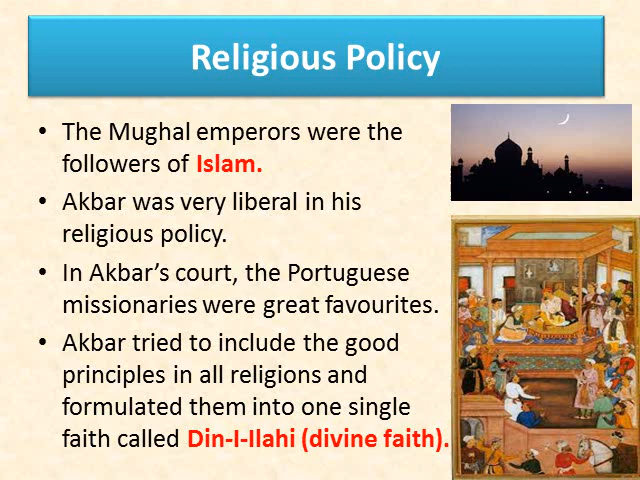 Religious Policy
• The Mughal emperors were the
followers of Islam.
• Akbar was very liberal in his
religious policy.
• In Akbar’s court, the Portuguese
missionaries were great favourites.
• Akbar tried to include the good
principles in all religions and
formulated them into one single
faith called Din-I-Ilahi (divine faith).